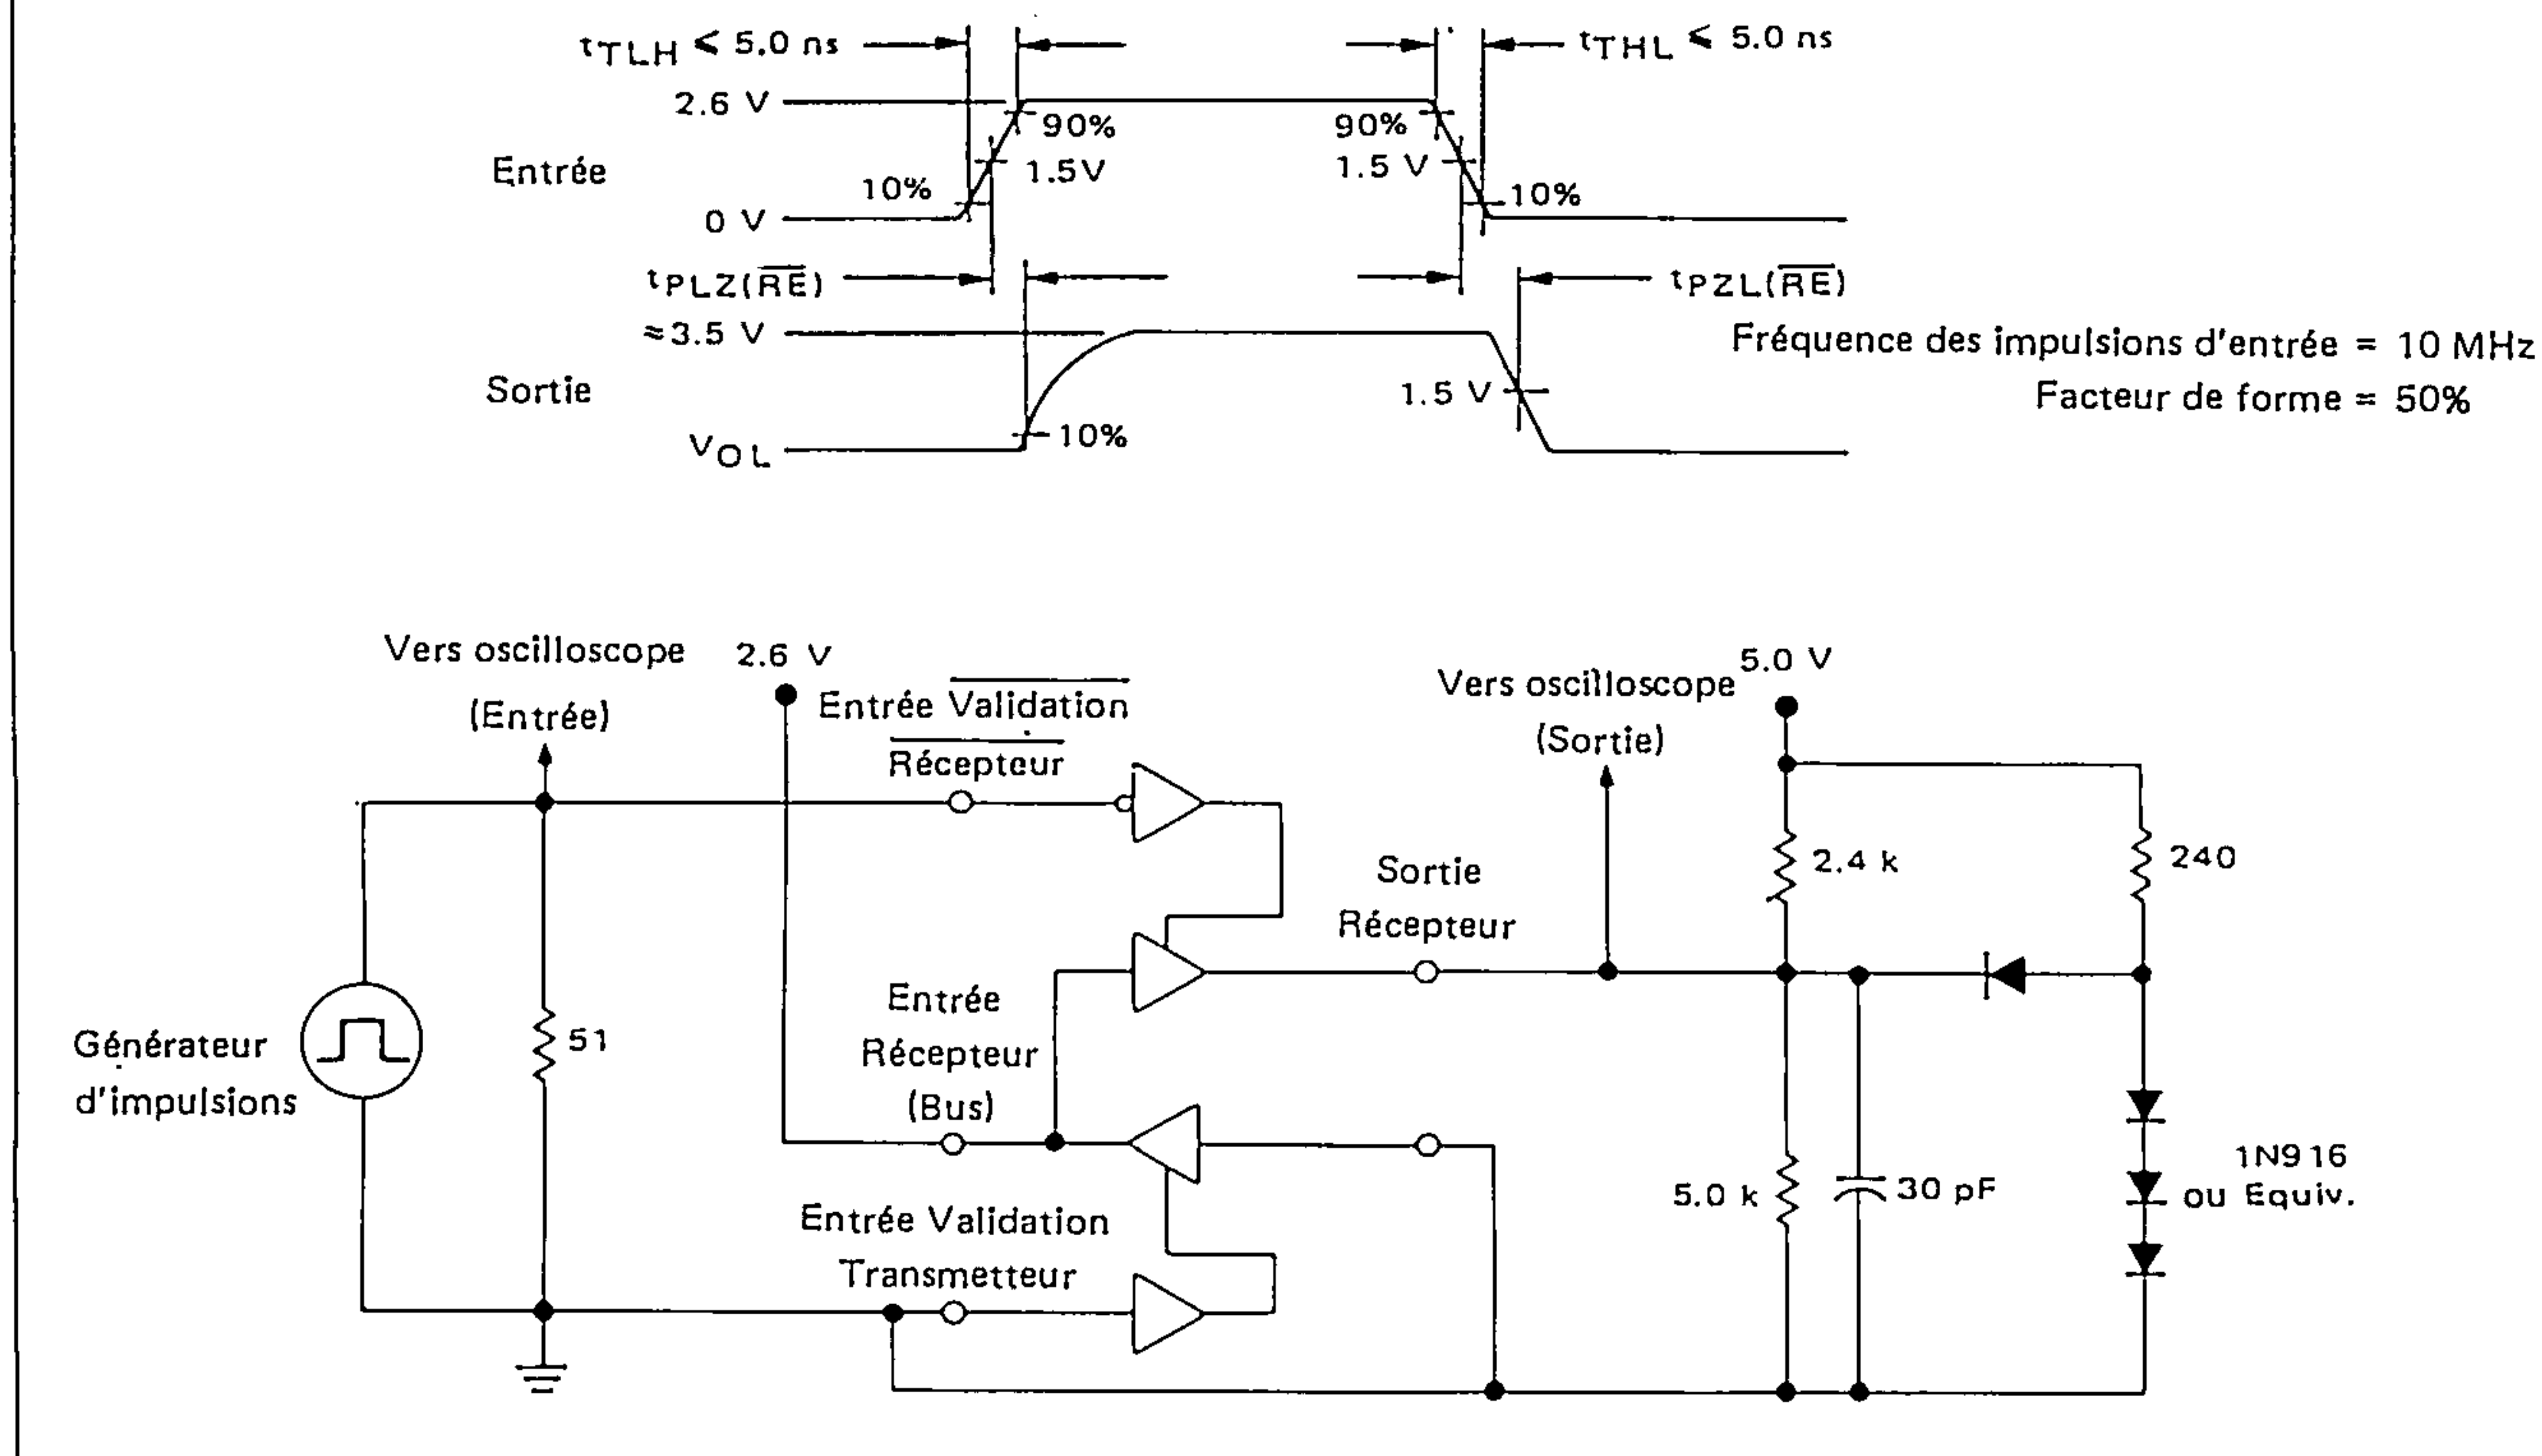 tTLH ≤ 5.0 ns
tTHL ≤ 5.0 ns
2.6 V
90%
90%
1.5V
1.5 V
Entrée
10%
10%
0 V
tPLZ(R̅E̅)
tPZL(R̅E̅)
≈3.5 V
Fréquence des impulsions d'entrée = 10 MHz
Sortie
1.5 V
Facteur de forme = 50%
10%
VOL
Vers oscilloscope
(Entrée)
2.6 V
Entrée Validation
Récepteur
Vers oscilloscope
(Sortie)
5.0 V
2.4 k
240
Sortie
Récepteur
Entrée
Récepteur
(Bus)
Générateur
d'impulsions
51
5.0 k
30 pF
1N916
ou Equiv.
Entrée Validation
Transmetteur